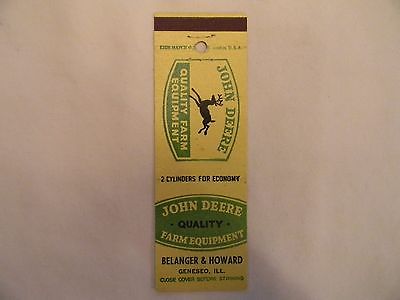 U.S.A.
JOHN DEERE
QUALITY FARM
EQUIPMENT
2 CYLINDERS FOR ECONOMY
JOHN DEERE
- QUALITY -
FARM EQUIPMENT
BELANGER & HOWARD
GENESEO, ILL.
CLOSE COVER BEFORE STRIKING